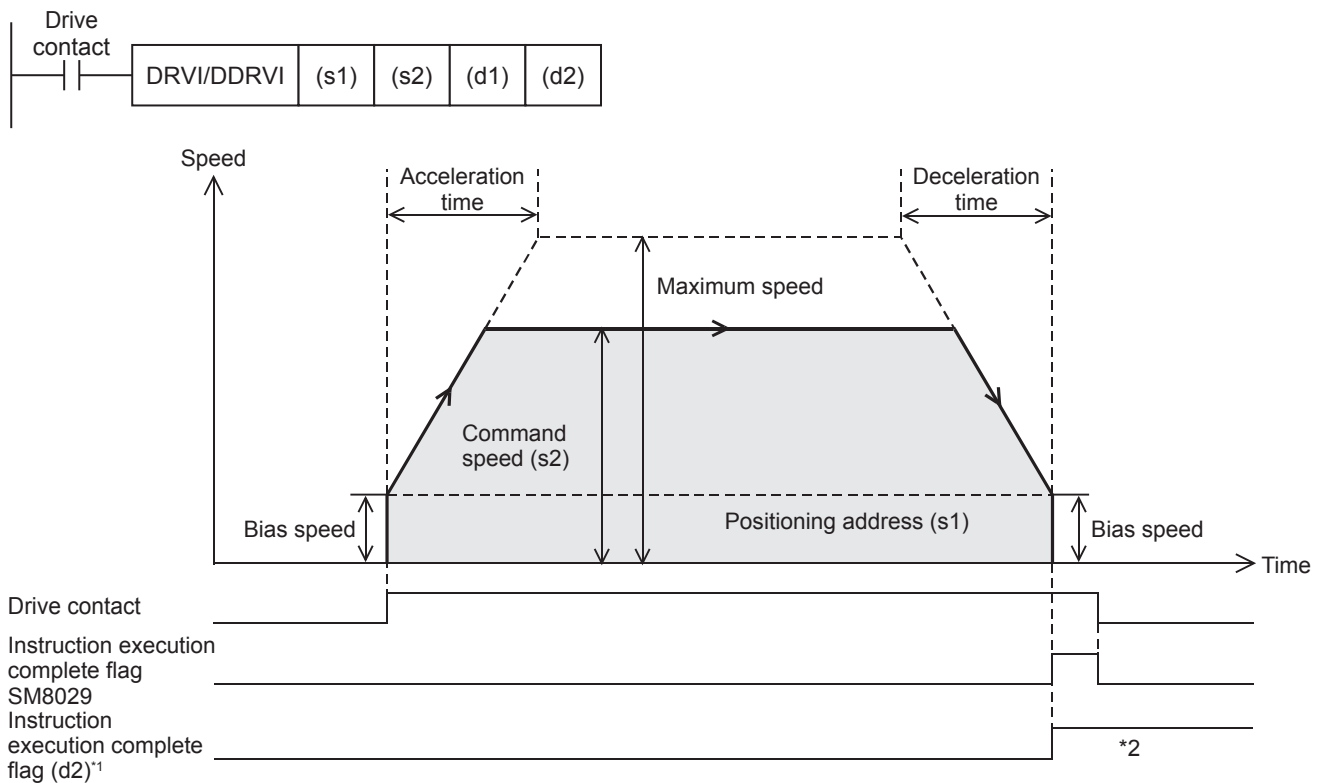 Drive
contact
DRVI/DDRVI (s1) (s2) (d1) (d2)
Speed
Acceleration
time
Deceleration
time
Maximum speed
Command
speed (s2)
Bias speed
Positioning address (s1)
Bias speed
Time
Drive contact
Instruction execution
complete flag
SM8029
Instruction
execution complete
flag (d2)*1
*2